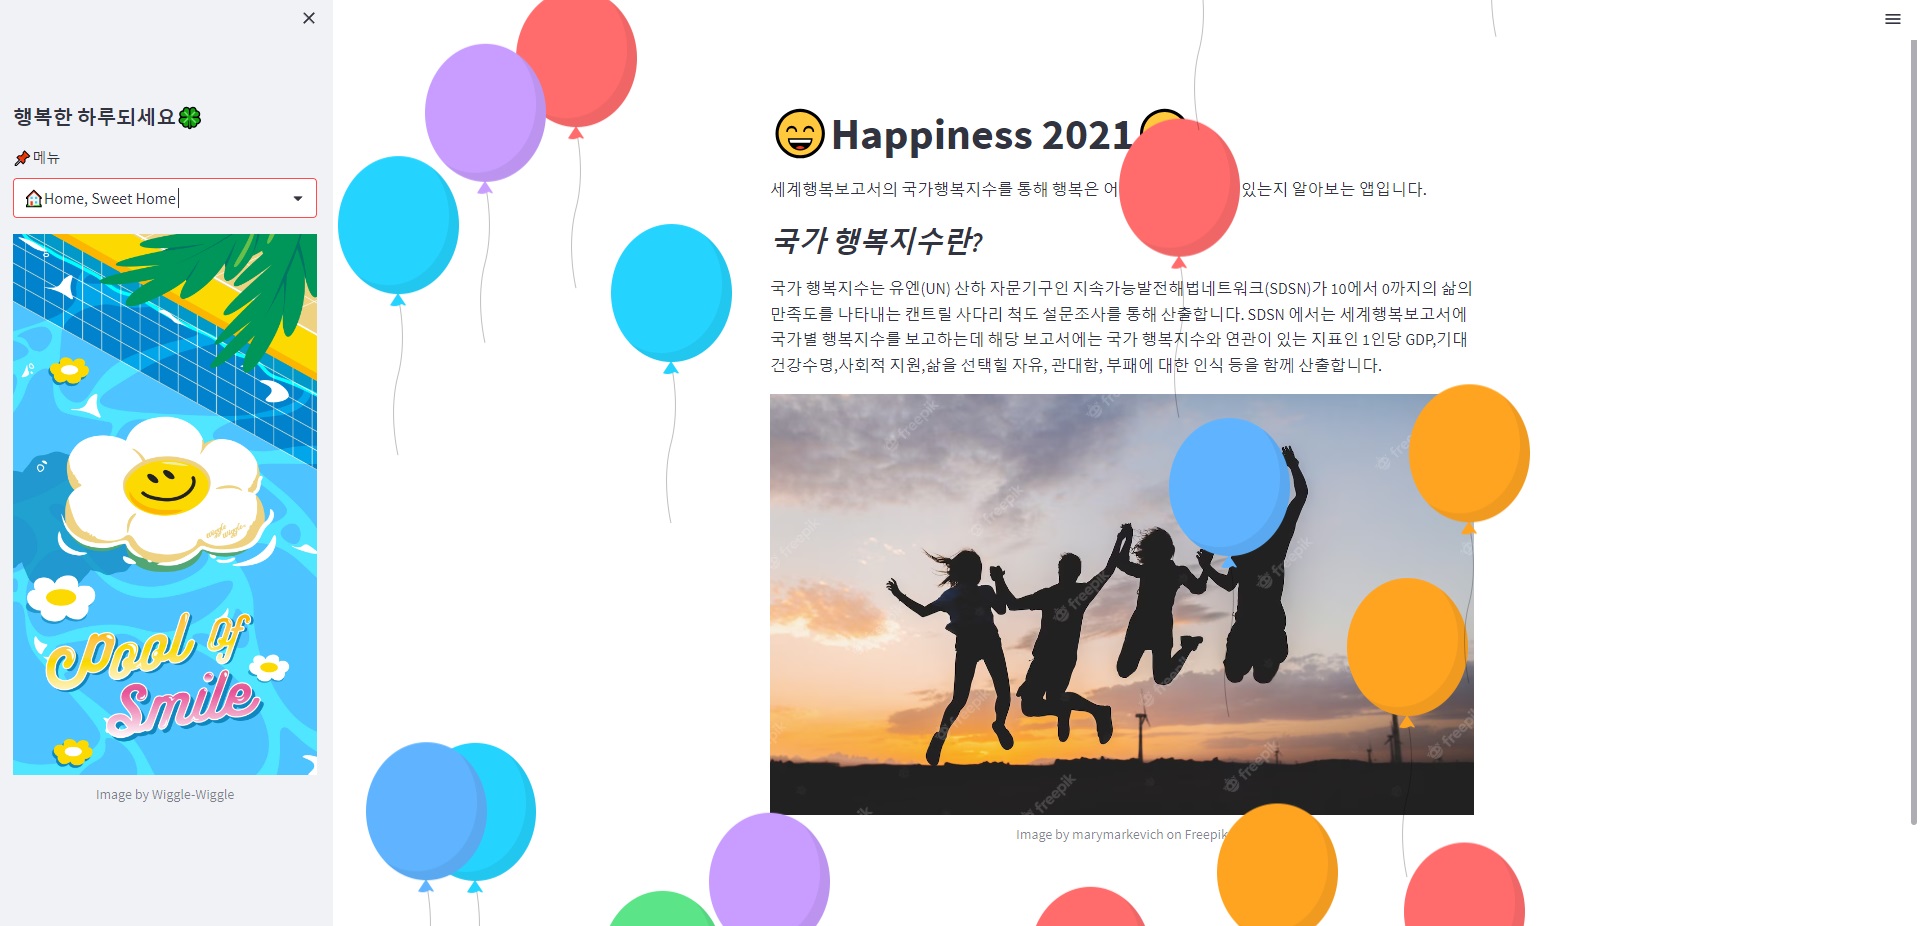 행복한 하루되세요
메뉴
Home, Sweet Home
wiggle wiggle
Pool Of
Smile
Image by Wiggle-Wiggle
Happiness 2021
세계행복보고서의 국가행복지수를 통해 행복은 어 있는지 알아보는 앱입니다.
국가 행복지수란?
국가 행복지수는 유엔(UN) 산하 자문기구인 지속가능발전해법네트워크(SDSN)가 10에서 0까지의 삶의
만족도를 나타내는 캔트릴 사다리 척도 설문조사를 통해 산출합니다. SDSN 에서는 세계행복보고서에
국가별 행복지수를 보고하는데 해당 보고서에는 국가 행복지수와 연관이 있는 지표인 1인당 GDP,기대
건강수명,사회적 지원,삶을 선택힐 자유, 관대함, 부패에 대한 인식 등을 함께 산출합니다.
freepik
freepik
freepik
freepik
freepik
freepik
freepik
freepik
freepik
Image by marymarkevich on Freepik